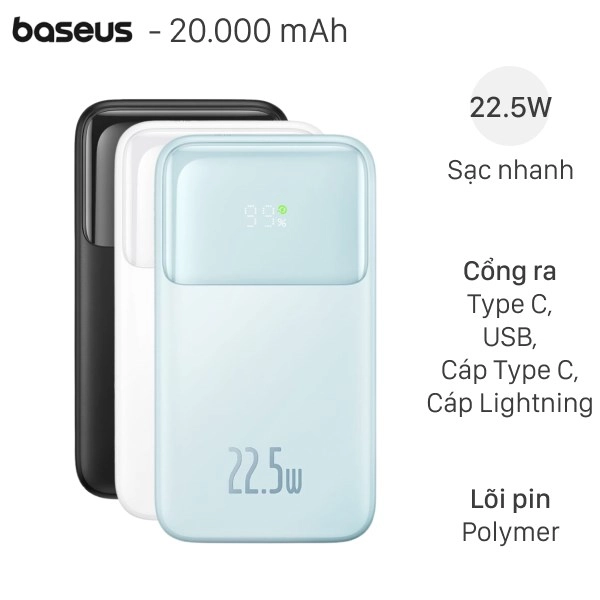 baseus - 20.000 mAh
22.5W
Sạc nhanh
99%
Cổng ra
Type C,
USB,
Cáp Type C,
Cáp Lightning
22.5W
Lõi pin
Polymer